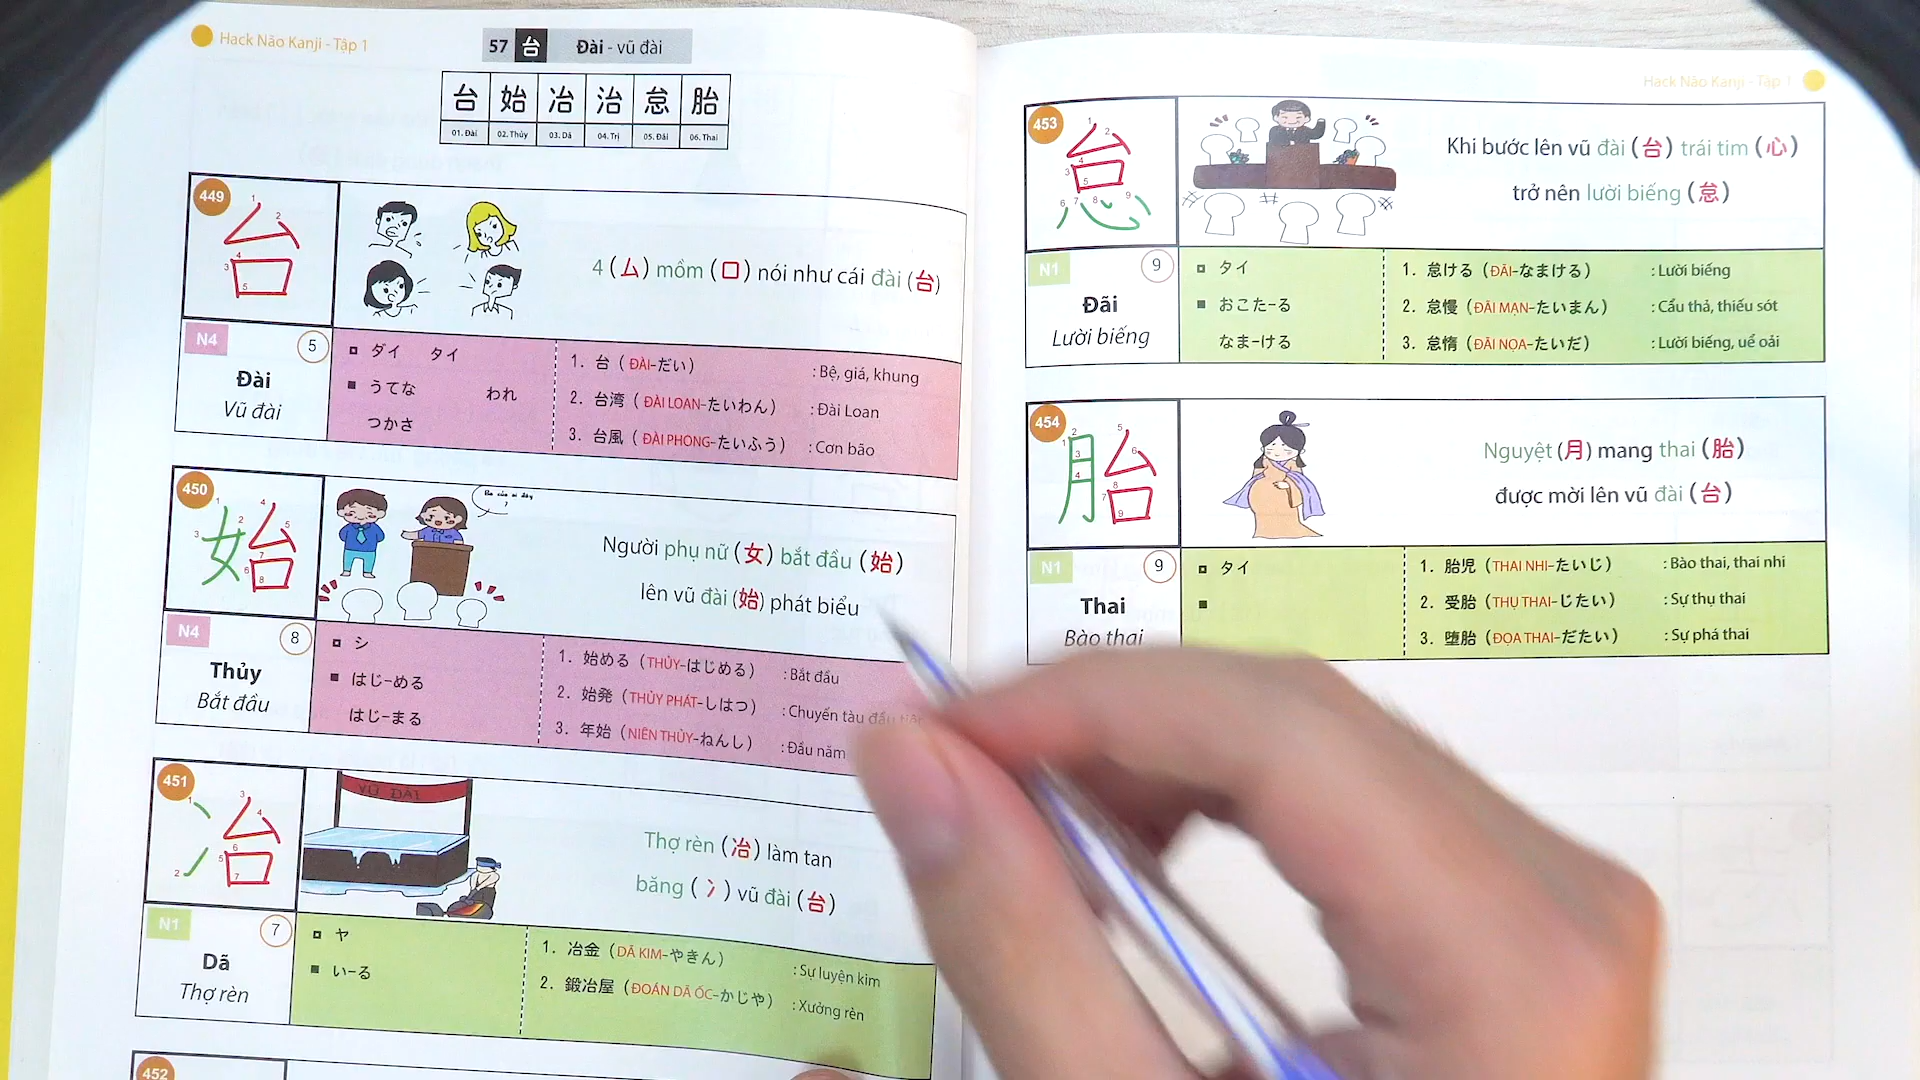 Hack Não Kanji - Tập 1
57 台 Đài - vũ đài
台 始 冶 治 怠 胎
01. Đài 02. Thủy 03. Dã 04. Trị 05. Đãi 06. Thai
449
台
4 (ム) mồm (口) nói như cái đài (台)
N4 5
Đài
Vũ đài
ダイ タイ
うてな われ
つかさ
1. 台 (ĐÀI-だい) : Bệ, giá, khung
2. 台湾 (ĐÀI LOAN-たいわん) : Đài Loan
3. 台風 (ĐÀI PHONG-たいふう) : Cơn bão
450
始
Người phụ nữ (女) bắt đầu (始)
lên vũ đài (始) phát biểu
N4 8
Thủy
Bắt đầu
シ
はじ-める
はじ-まる
1. 始める (THỦY-はじめる) : Bắt đầu
2. 始発 (THỦY PHÁT-しはつ) : Chuyến tàu đầu tiên
3. 年始 (NIÊN THỦY-ねんし) : Đầu năm
451
冶
VŨ ĐÀI
Thợ rèn (冶) làm tan
băng (冫) vũ đài (台)
N1 7
Dã
Thợ rèn
ヤ
い-る
1. 冶金 (DÃ KIM-やきん) : Sự luyện kim
2. 鍛冶屋 (ĐOÁN DÃ ỐC-かじや) : Xưởng rèn
452
Hack Não Kanji - Tập 1
453
怠
Khi bước lên vũ đài (台) trái tim (心)
trở nên lười biếng (怠)
N1 9
Đãi
Lười biếng
タイ
おこた-る
なま-ける
1. 怠ける (ĐÃI-なまける) : Lười biếng
2. 怠慢 (ĐÃI MẠN-たいまん) : Cẩu thả, thiếu sót
3. 怠惰 (ĐÃI NỌA-たいだ) : Lười biếng, uể oải
454
胎
Nguyệt (月) mang thai (胎)
được mời lên vũ đài (台)
N1 9
Thai
Bào thai
タイ
1. 胎児 (THAI NHI-たいじ) : Bào thai, thai nhi
2. 受胎 (THỤ THAI-じたい) : Sự thụ thai
3. 堕胎 (ĐỌA THAI-だたい) : Sự phá thai